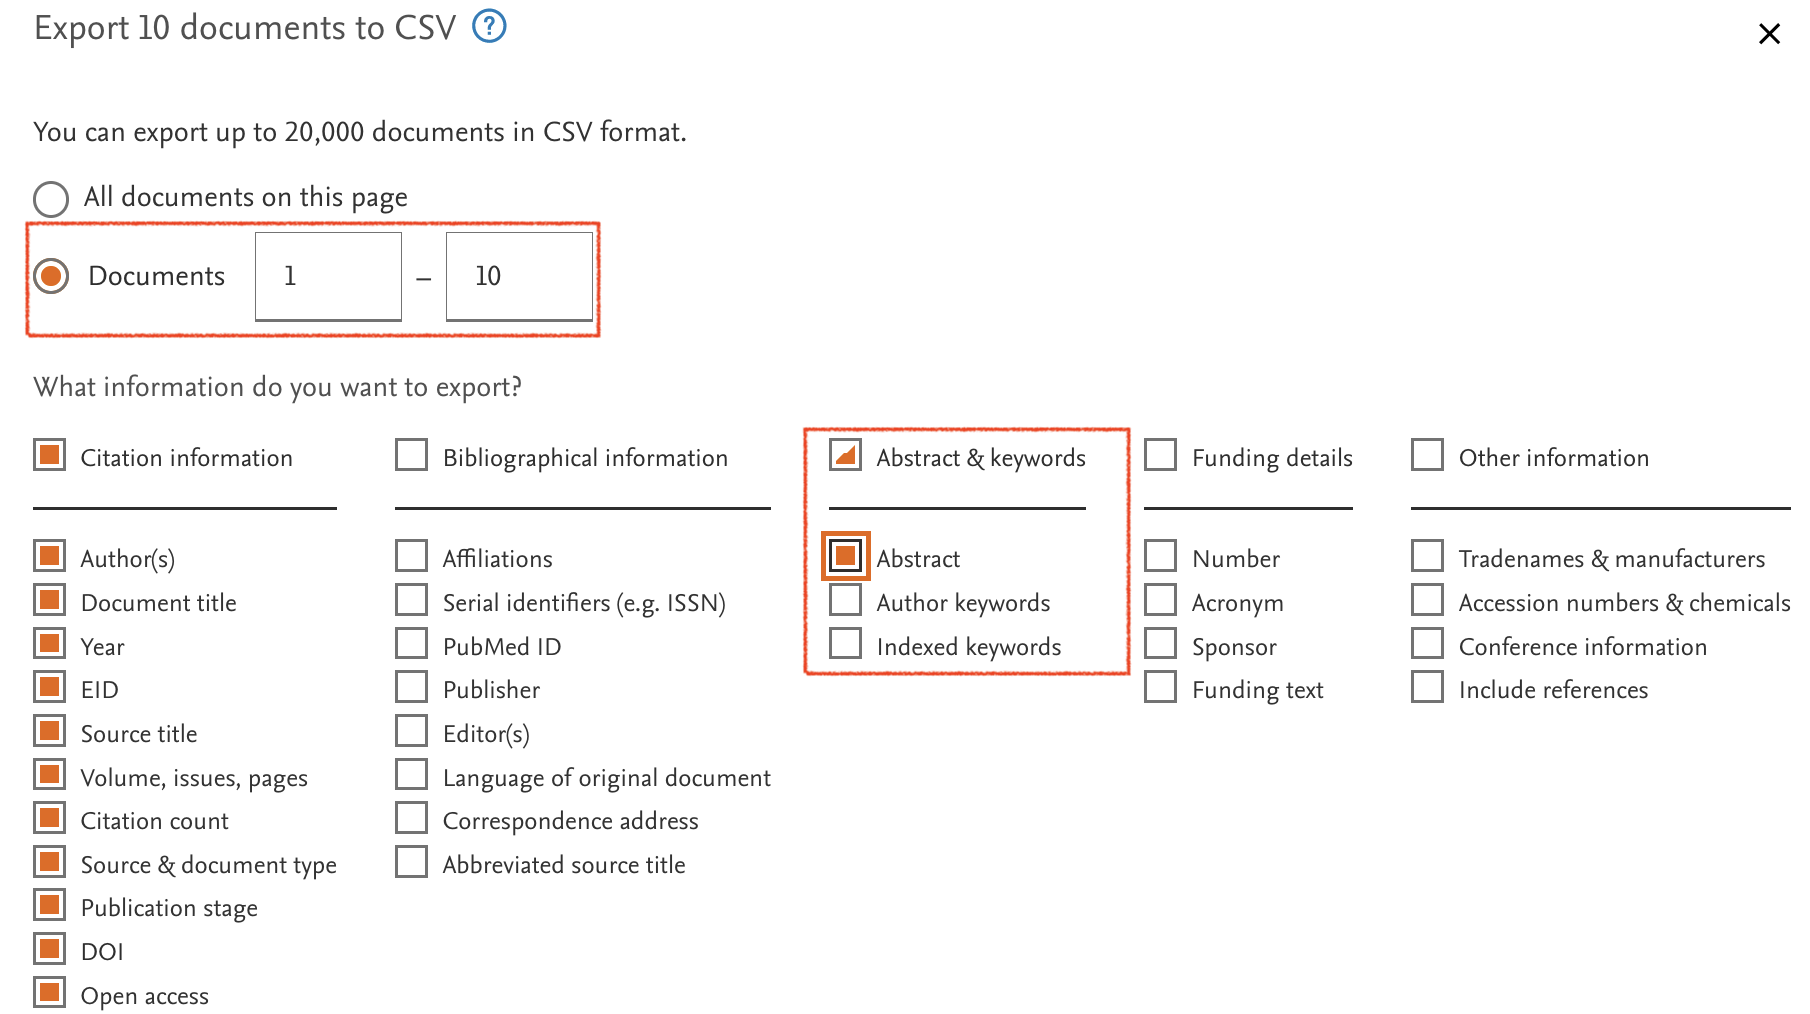 Export 10 documents to CSV ?
You can export up to 20,000 documents in CSV format.
All documents on this page
Documents 1 – 10
What information do you want to export?
Citation information
Author(s)
Document title
Year
EID
Source title
Volume, issues, pages
Citation count
Source & document type
Publication stage
DOI
Open access
Bibliographical information
Affiliations
Serial identifiers (e.g. ISSN)
PubMed ID
Publisher
Editor(s)
Language of original document
Correspondence address
Abbreviated source title
Abstract & keywords
Abstract
Author keywords
Indexed keywords
Funding details
Number
Acronym
Sponsor
Funding text
Other information
Tradenames & manufacturers
Accession numbers & chemicals
Conference information
Include references